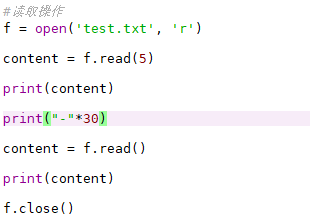 #读取操作
f = open('test.txt', 'r')
content = f.read(5)
print(content)
print("-"*30)
content = f.read()
print(content)
f.close()